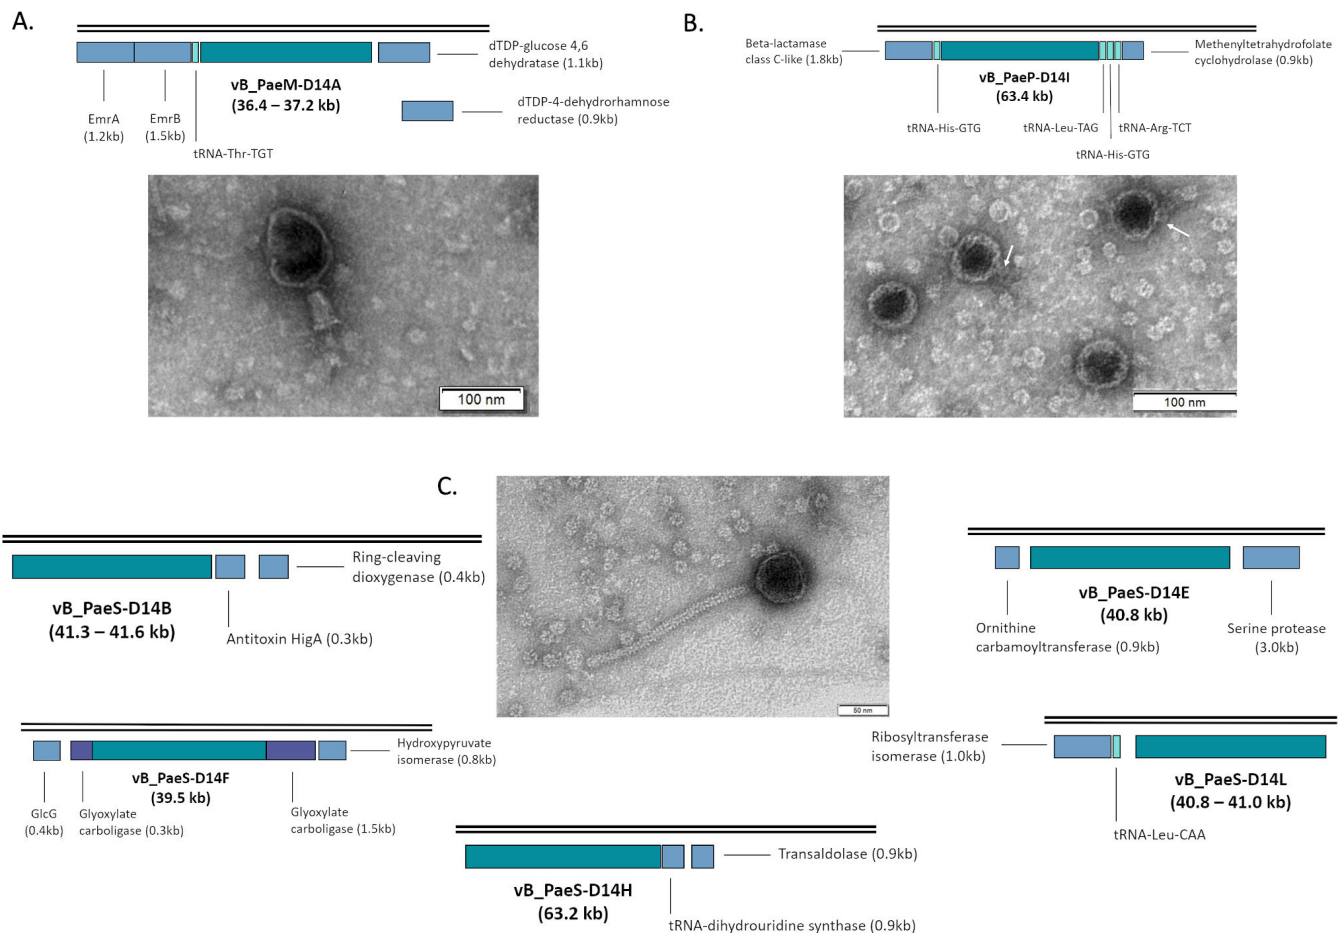 A.
dTDP-glucose 4,6
dehydratase (1.1kb)
vB_PaeM-D14A
(36.4 – 37.2 kb)
dTDP-4-dehydrorhamnose
reductase (0.9kb)
EmrA
(1.2kb)
EmrB
(1.5kb)
tRNA-Thr-TGT
100 nm
B.
Beta-lactamase
class C-like (1.8kb)
Methenyltetrahydrofolate
cyclohydrolase (0.9kb)
vB_PaeP-D14I
(63.4 kb)
tRNA-His-GTG
tRNA-Leu-TAG
tRNA-Arg-TCT
tRNA-His-GTG
100 nm
C.
50 nm
Ring-cleaving
dioxygenase (0.4kb)
vB_PaeS-D14B
(41.3 – 41.6 kb)
Antitoxin HigA (0.3kb)
vB_PaeS-D14E
(40.8 kb)
Ornithine
carbamoyltransferase (0.9kb)
Serine protease
(3.0kb)
Hydroxypyruvate
isomerase (0.8kb)
vB_PaeS-D14F
(39.5 kb)
GlcG
(0.4kb)
Glyoxylate
carboligase (0.3kb)
Glyoxylate
carboligase (1.5kb)
Ribosyltransferase
isomerase (1.0kb)
vB_PaeS-D14L
(40.8 – 41.0 kb)
tRNA-Leu-CAA
Transaldolase (0.9kb)
vB_PaeS-D14H
(63.2 kb)
tRNA-dihydrouridine synthase (0.9kb)